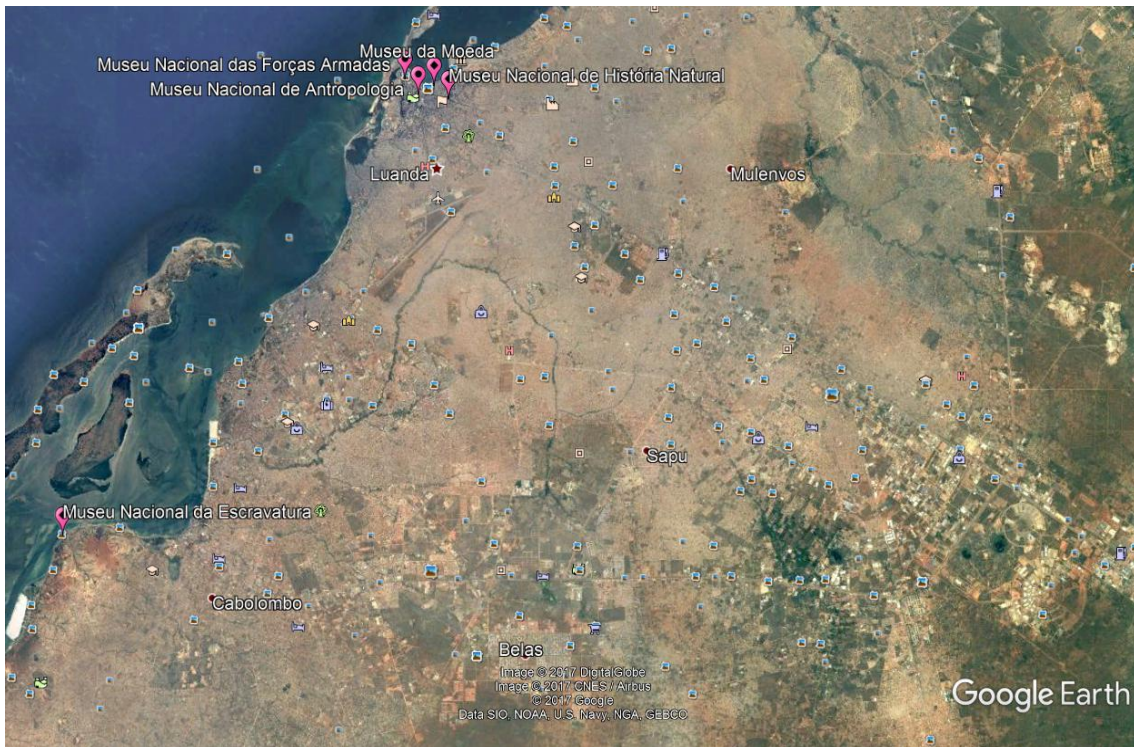 Museu da Moeda
Museu Nacional das Forças Armadas
Museu Nacional de História Natural
Museu Nacional de Antropologia
Luanda
Mulenvos
Sapu
Museu Nacional da Escravatura
Cabolombo
Belas
Image © 2017 DigitalGlobe
Image © 2017 CNES / Airbus
© 2017 Google
Data SIO, NOAA, U.S. Navy, NGA, GEBCO
Google Earth